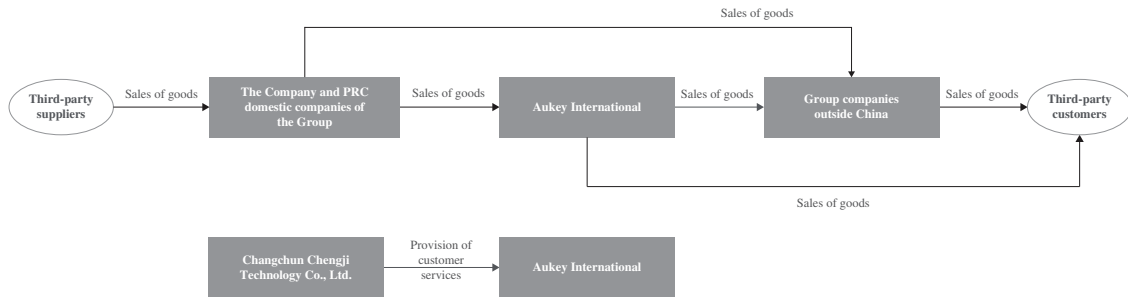 Sales of goods
Third-party
suppliers
Sales of goods
The Company and PRC
domestic companies of
the Group
Sales of goods
Aukey International
Sales of goods
Group companies
outside China
Sales of goods
Third-party
customers
Sales of goods
Changchun Chengji
Technology Co., Ltd.
Provision of
customer
services
Aukey International